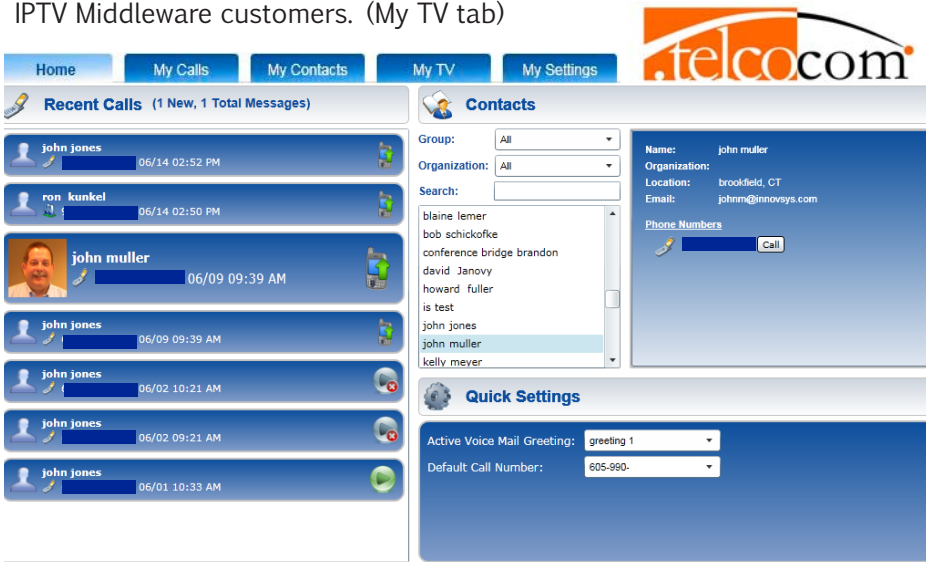 IPTV Middleware customers. (My TV tab)
.telcocom
Home My Calls My Contacts My TV My Settings
Recent Calls (1 New, 1 Total Messages)
john jones
06/14 02:52 PM
ron kunkel
06/14 02:50 PM
john muller
06/09 09:39 AM
john jones
06/09 09:39 AM
john jones
06/02 10:21 AM
john jones
06/02 09:21 AM
john jones
06/01 10:33 AM
Contacts
Group: All
Organization: All
Search:
blaine lemer
bob schickofke
conference bridge brandon
david Janovy
howard fuller
is test
john jones
john muller
kelly meyer
Name: john muller
Organization:
Location: brookfield, CT
Email: johnm@innovsys.com
Phone Numbers
Call
Quick Settings
Active Voice Mail Greeting: greeting 1
Default Call Number: 605-990-